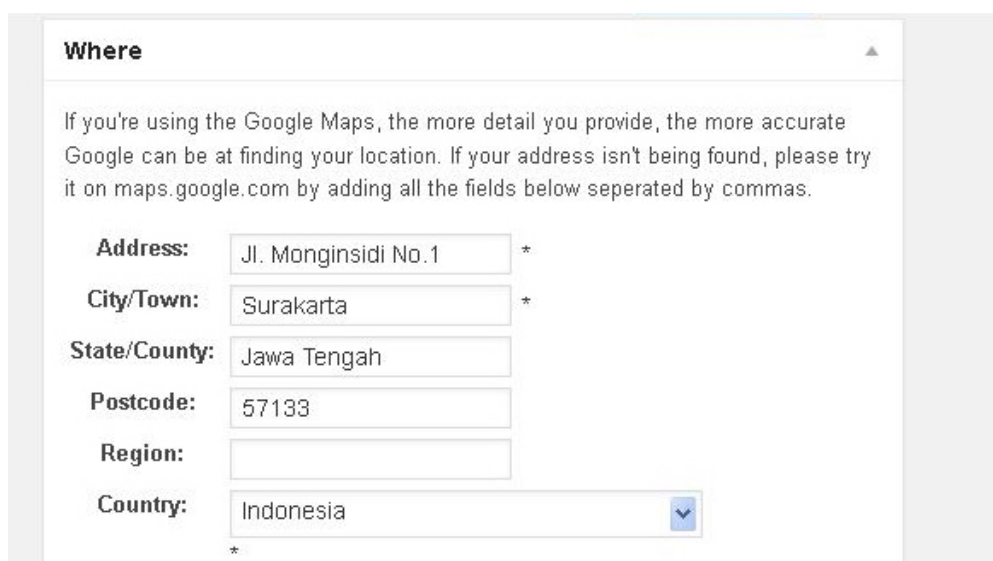 Where
If you're using the Google Maps, the more detail you provide, the more accurate
Google can be at finding your location. If your address isn't being found, please try
it on maps.google.com by adding all the fields below seperated by commas.
Address: Jl. Monginsidi No.1 *
City/Town: Surakarta *
State/County: Jawa Tengah
Postcode: 57133
Region:
Country: Indonesia
*